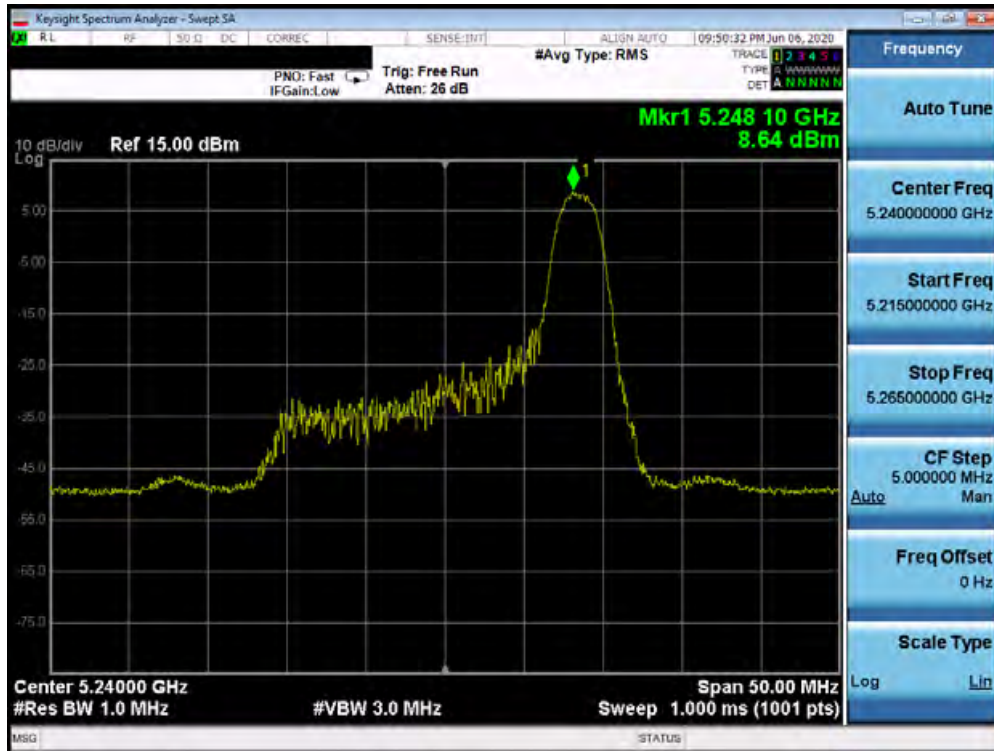 Keysight Spectrum Analyzer - Swept SA
RL RF 50 Ω DC CORREC SENSE:INT ALIGN AUTO 09:50:32 PM Jun 06, 2020
#Avg Type: RMS TRACE 1 2 3 4 5 6
PNO: Fast Trig: Free Run TYPE A WWWWW
IFGain:Low Atten: 26 dB DET A N N N N N
Mkr1 5.248 10 GHz
8.64 dBm
10 dB/div Ref 15.00 dBm
Log
1
5.00
-5.00
-15.0
-25.0
-35.0
-45.0
-55.0
-65.0
-75.0
Center 5.24000 GHz Span 50.00 MHz
#Res BW 1.0 MHz #VBW 3.0 MHz Sweep 1.000 ms (1001 pts)
MSG STATUS
Frequency
Auto Tune
Center Freq
5.240000000 GHz
Start Freq
5.215000000 GHz
Stop Freq
5.265000000 GHz
CF Step
5.000000 MHz
Auto Man
Freq Offset
0 Hz
Scale Type
Log Lin